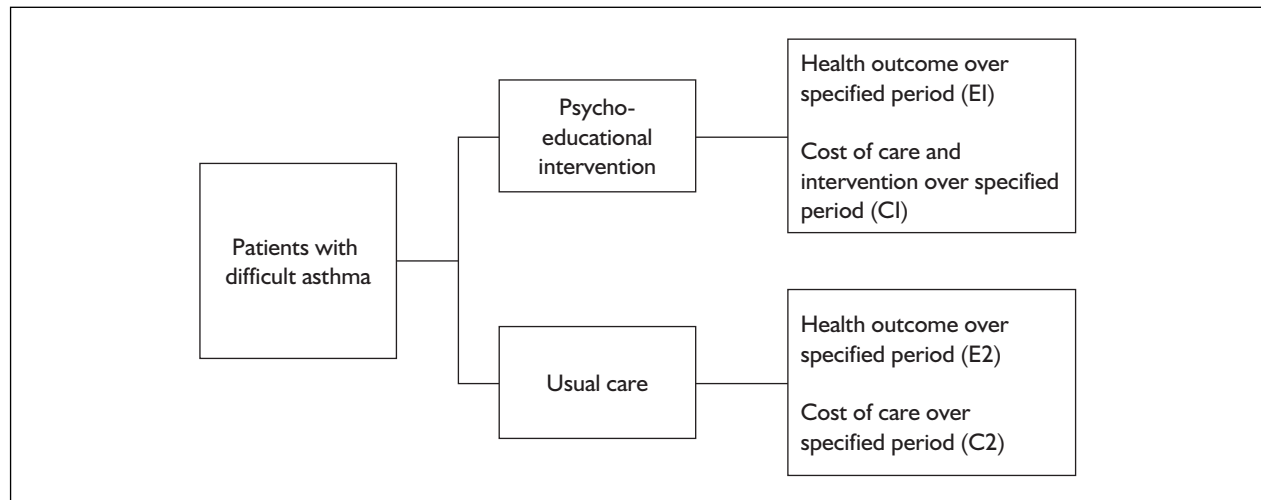 Patients with
difficult asthma
Psycho-
educational
intervention
Health outcome over
specified period (E1)
Cost of care and
intervention over specified
period (C1)
Usual care
Health outcome over
specified period (E2)
Cost of care over
specified period (C2)